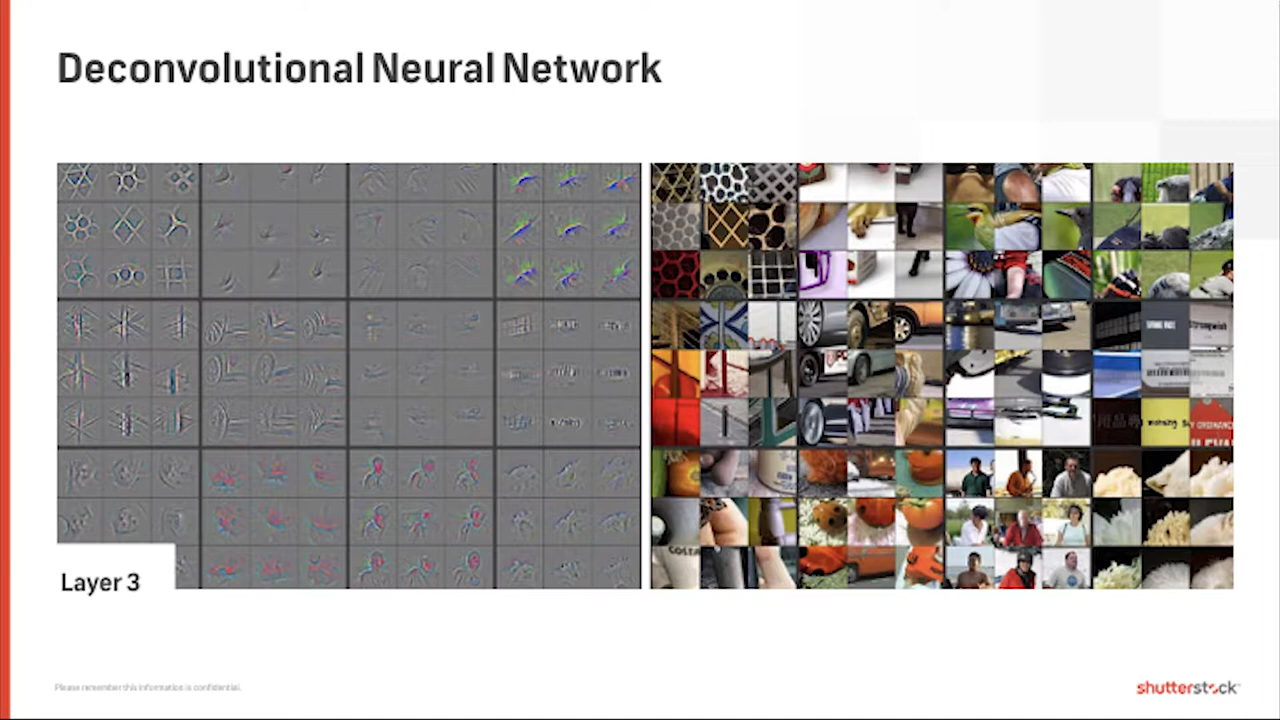 Deconvolutional Neural Network
Layer 3
Please remember this information is confidential.
shutterstock